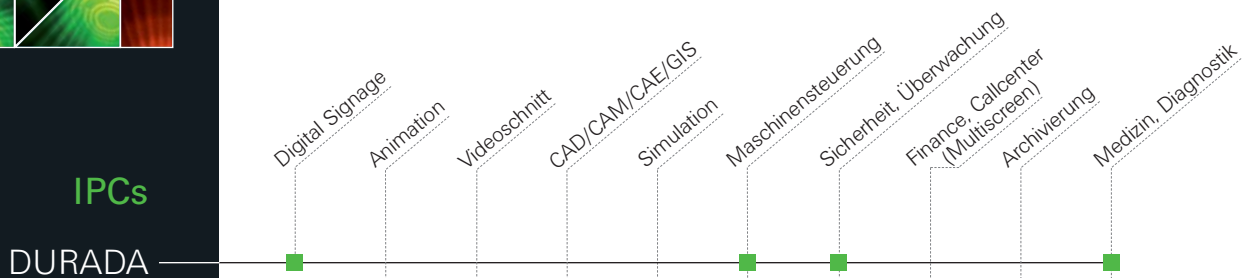 Digital Signage
Animation
Videoschnitt
CAD/CAM/CAE/GIS
Simulation
Maschinensteuerung
Sicherheit, Überwachung
Finance, Callcenter
(Multiscreen)
Archivierung
Medizin, Diagnostik
IPCs
DURADA